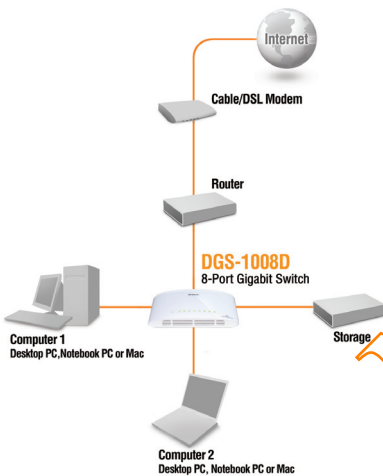 Internet
Cable/DSL Modem
Router
DGS-1008D
8-Port Gigabit Switch
Computer 1
Desktop PC,Notebook PC or Mac
Storage
Computer 2
Desktop PC, Notebook PC or Mac